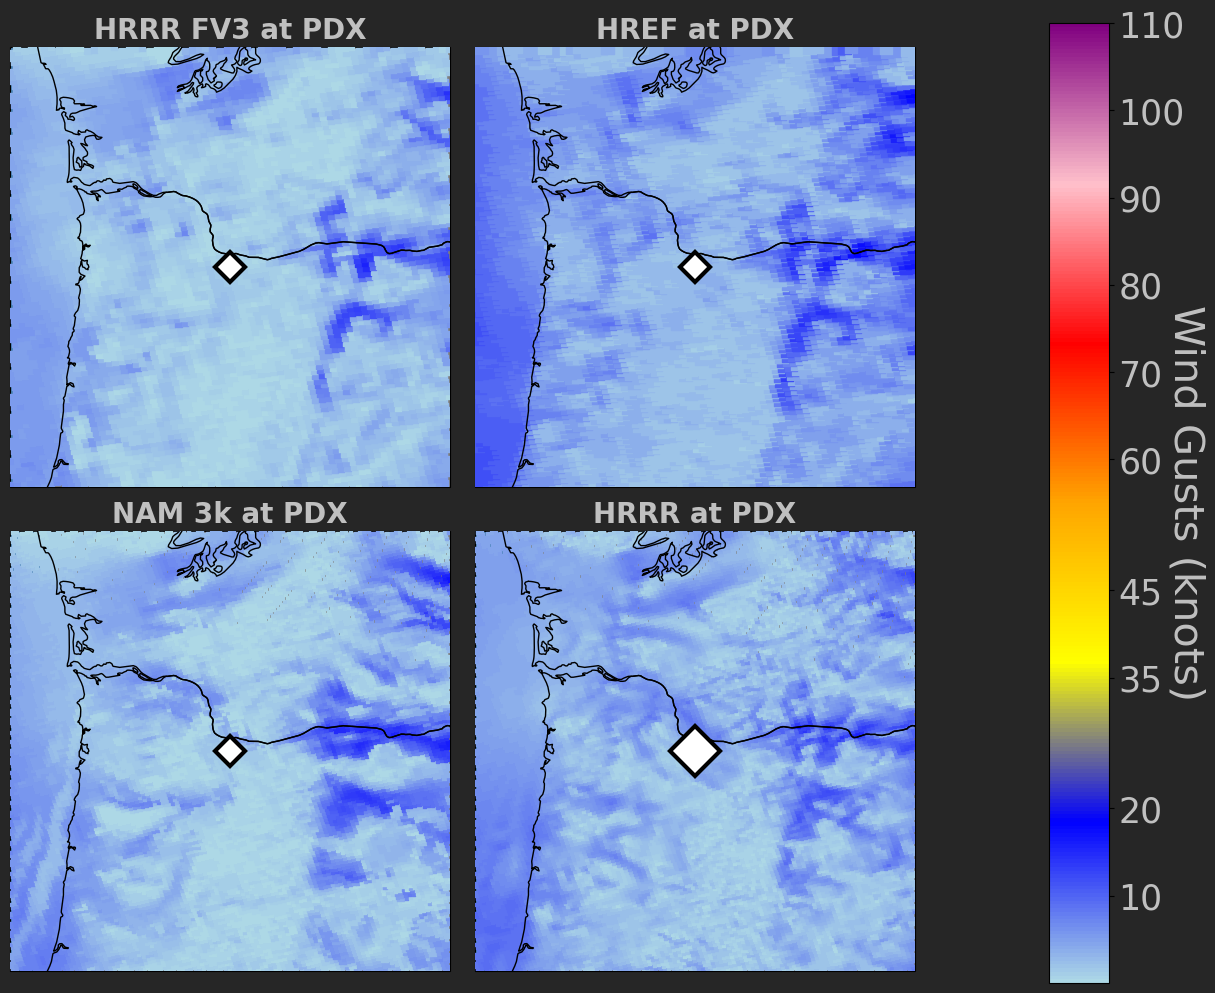 HRRR FV3 at PDX
HREF at PDX
NAM 3k at PDX
HRRR at PDX
110
100
90
80
70
60
45
35
20
10
Wind Gusts (knots)